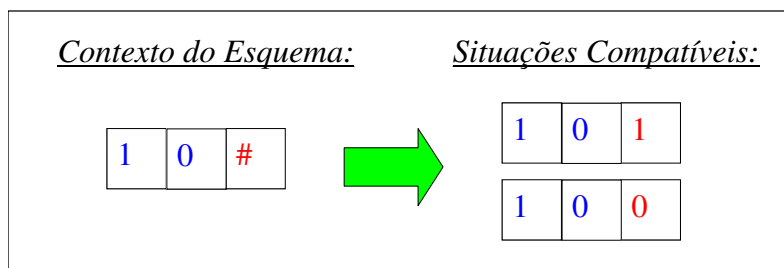 Contexto do Esquema:
Situações Compatíveis:
1 0 #
1 0 1
1 0 0